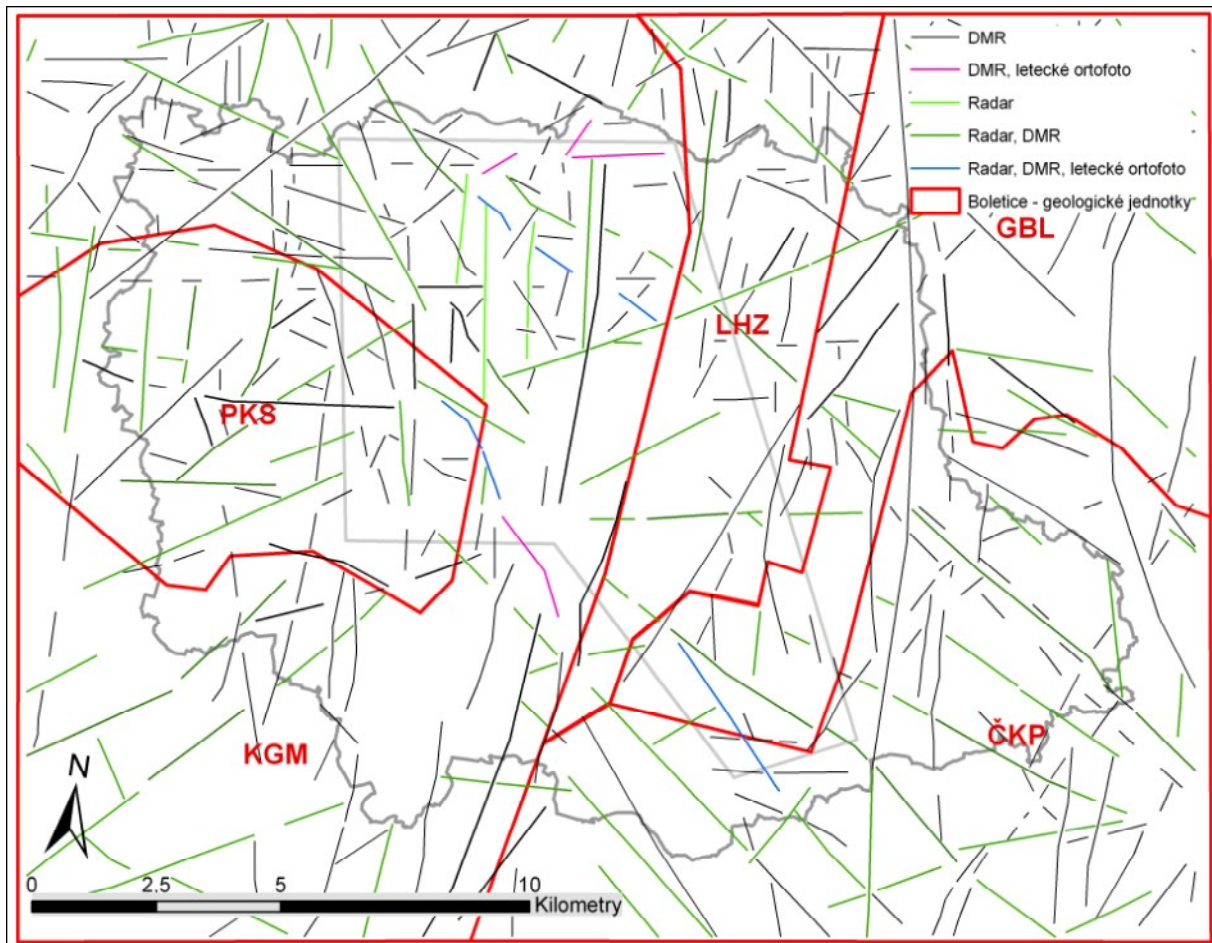 DMR
DMR, letecké ortofoto
Radar
Radar, DMR
Radar, DMR, letecké ortofoto
Boletice - geologické jednotky
GBL
LHZ
PKS
KGM
ČKP
N
0 2.5 5 10
Kilometry